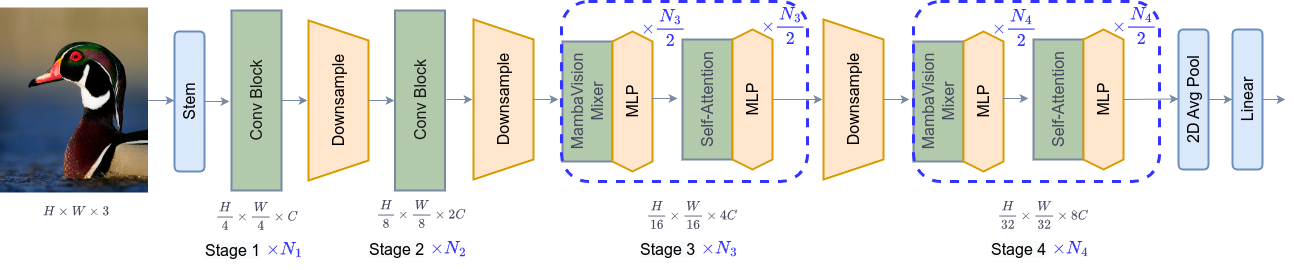 Stem
Conv Block
Downsample
Conv Block
Downsample
MambaVision
Mixer
MLP
× N₃/2
Self-Attention
MLP
× N₃/2
Downsample
MambaVision
Mixer
MLP
× N₄/2
Self-Attention
MLP
× N₄/2
2D Avg Pool
Linear
H × W × 3
H/4 × W/4 × C
H/8 × W/8 × 2C
H/16 × W/16 × 4C
H/32 × W/32 × 8C
Stage 1 ×N₁
Stage 2 ×N₂
Stage 3 ×N₃
Stage 4 ×N₄